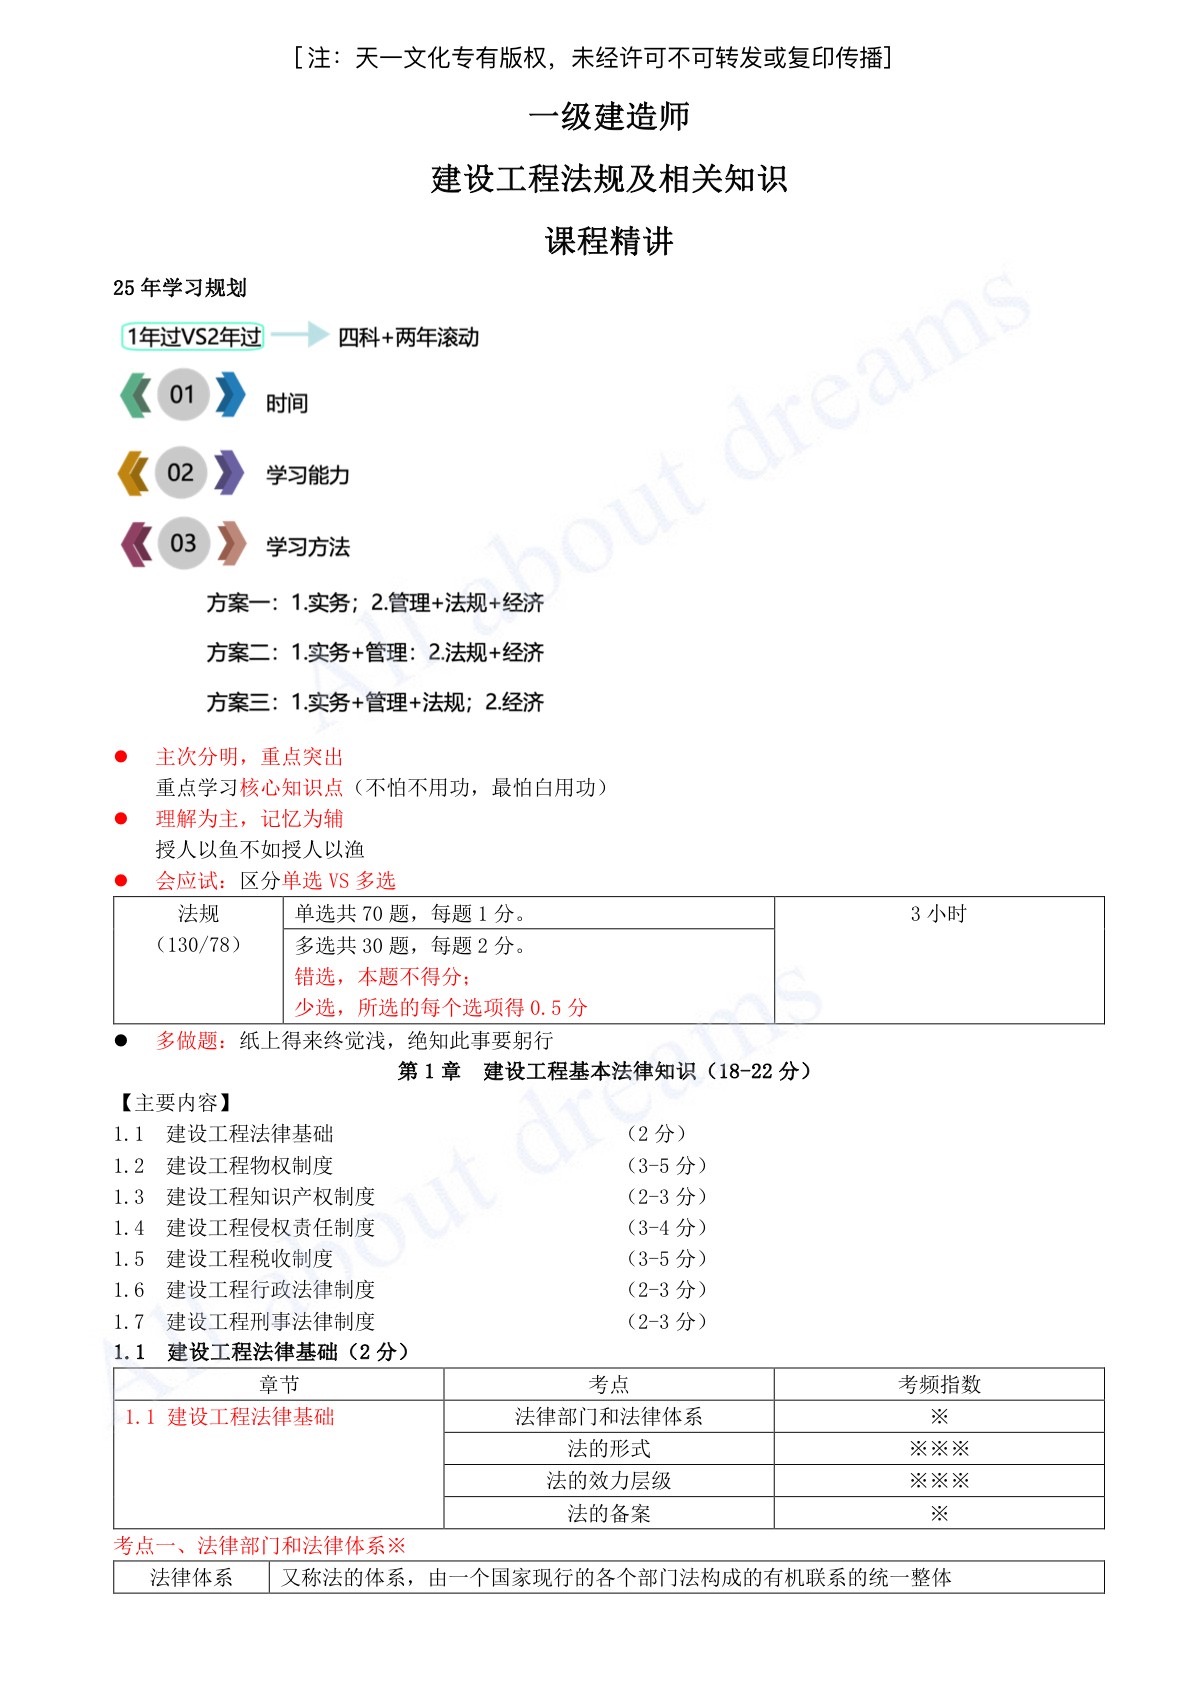 [注：天一文化专有版权，未经许可不可转发或复印传播]
一级建造师
建设工程法规及相关知识
课程精讲
25 年学习规划
1年过VS2年过 四科+两年滚动
01 时间
02 学习能力
03 学习方法
方案一：1.实务；2.管理+法规+经济
方案二：1.实务+管理：2.法规+经济
方案三：1.实务+管理+法规；2.经济
● 主次分明，重点突出
重点学习核心知识点（不怕不用功，最怕白用功）
● 理解为主，记忆为辅
授人以鱼不如授人以渔
● 会应试：区分单选 VS 多选
法规 单选共 70 题，每题 1 分。 3 小时
（130/78） 多选共 30 题，每题 2 分。
错选，本题不得分；
少选，所选的每个选项得 0.5 分
● 多做题：纸上得来终觉浅，绝知此事要躬行
第 1 章 建设工程基本法律知识（18-22 分）
【主要内容】
1.1 建设工程法律基础 （2 分）
1.2 建设工程物权制度 （3-5 分）
1.3 建设工程知识产权制度 （2-3 分）
1.4 建设工程侵权责任制度 （3-4 分）
1.5 建设工程税收制度 （3-5 分）
1.6 建设工程行政法律制度 （2-3 分）
1.7 建设工程刑事法律制度 （2-3 分）
1.1 建设工程法律基础（2 分）
章节 考点 考频指数
1.1 建设工程法律基础 法律部门和法律体系 ※
法的形式 ※※※
法的效力层级 ※※※
法的备案 ※
考点一、法律部门和法律体系※
法律体系 又称法的体系，由一个国家现行的各个部门法构成的有机联系的统一整体
All about dreams
All about dreams